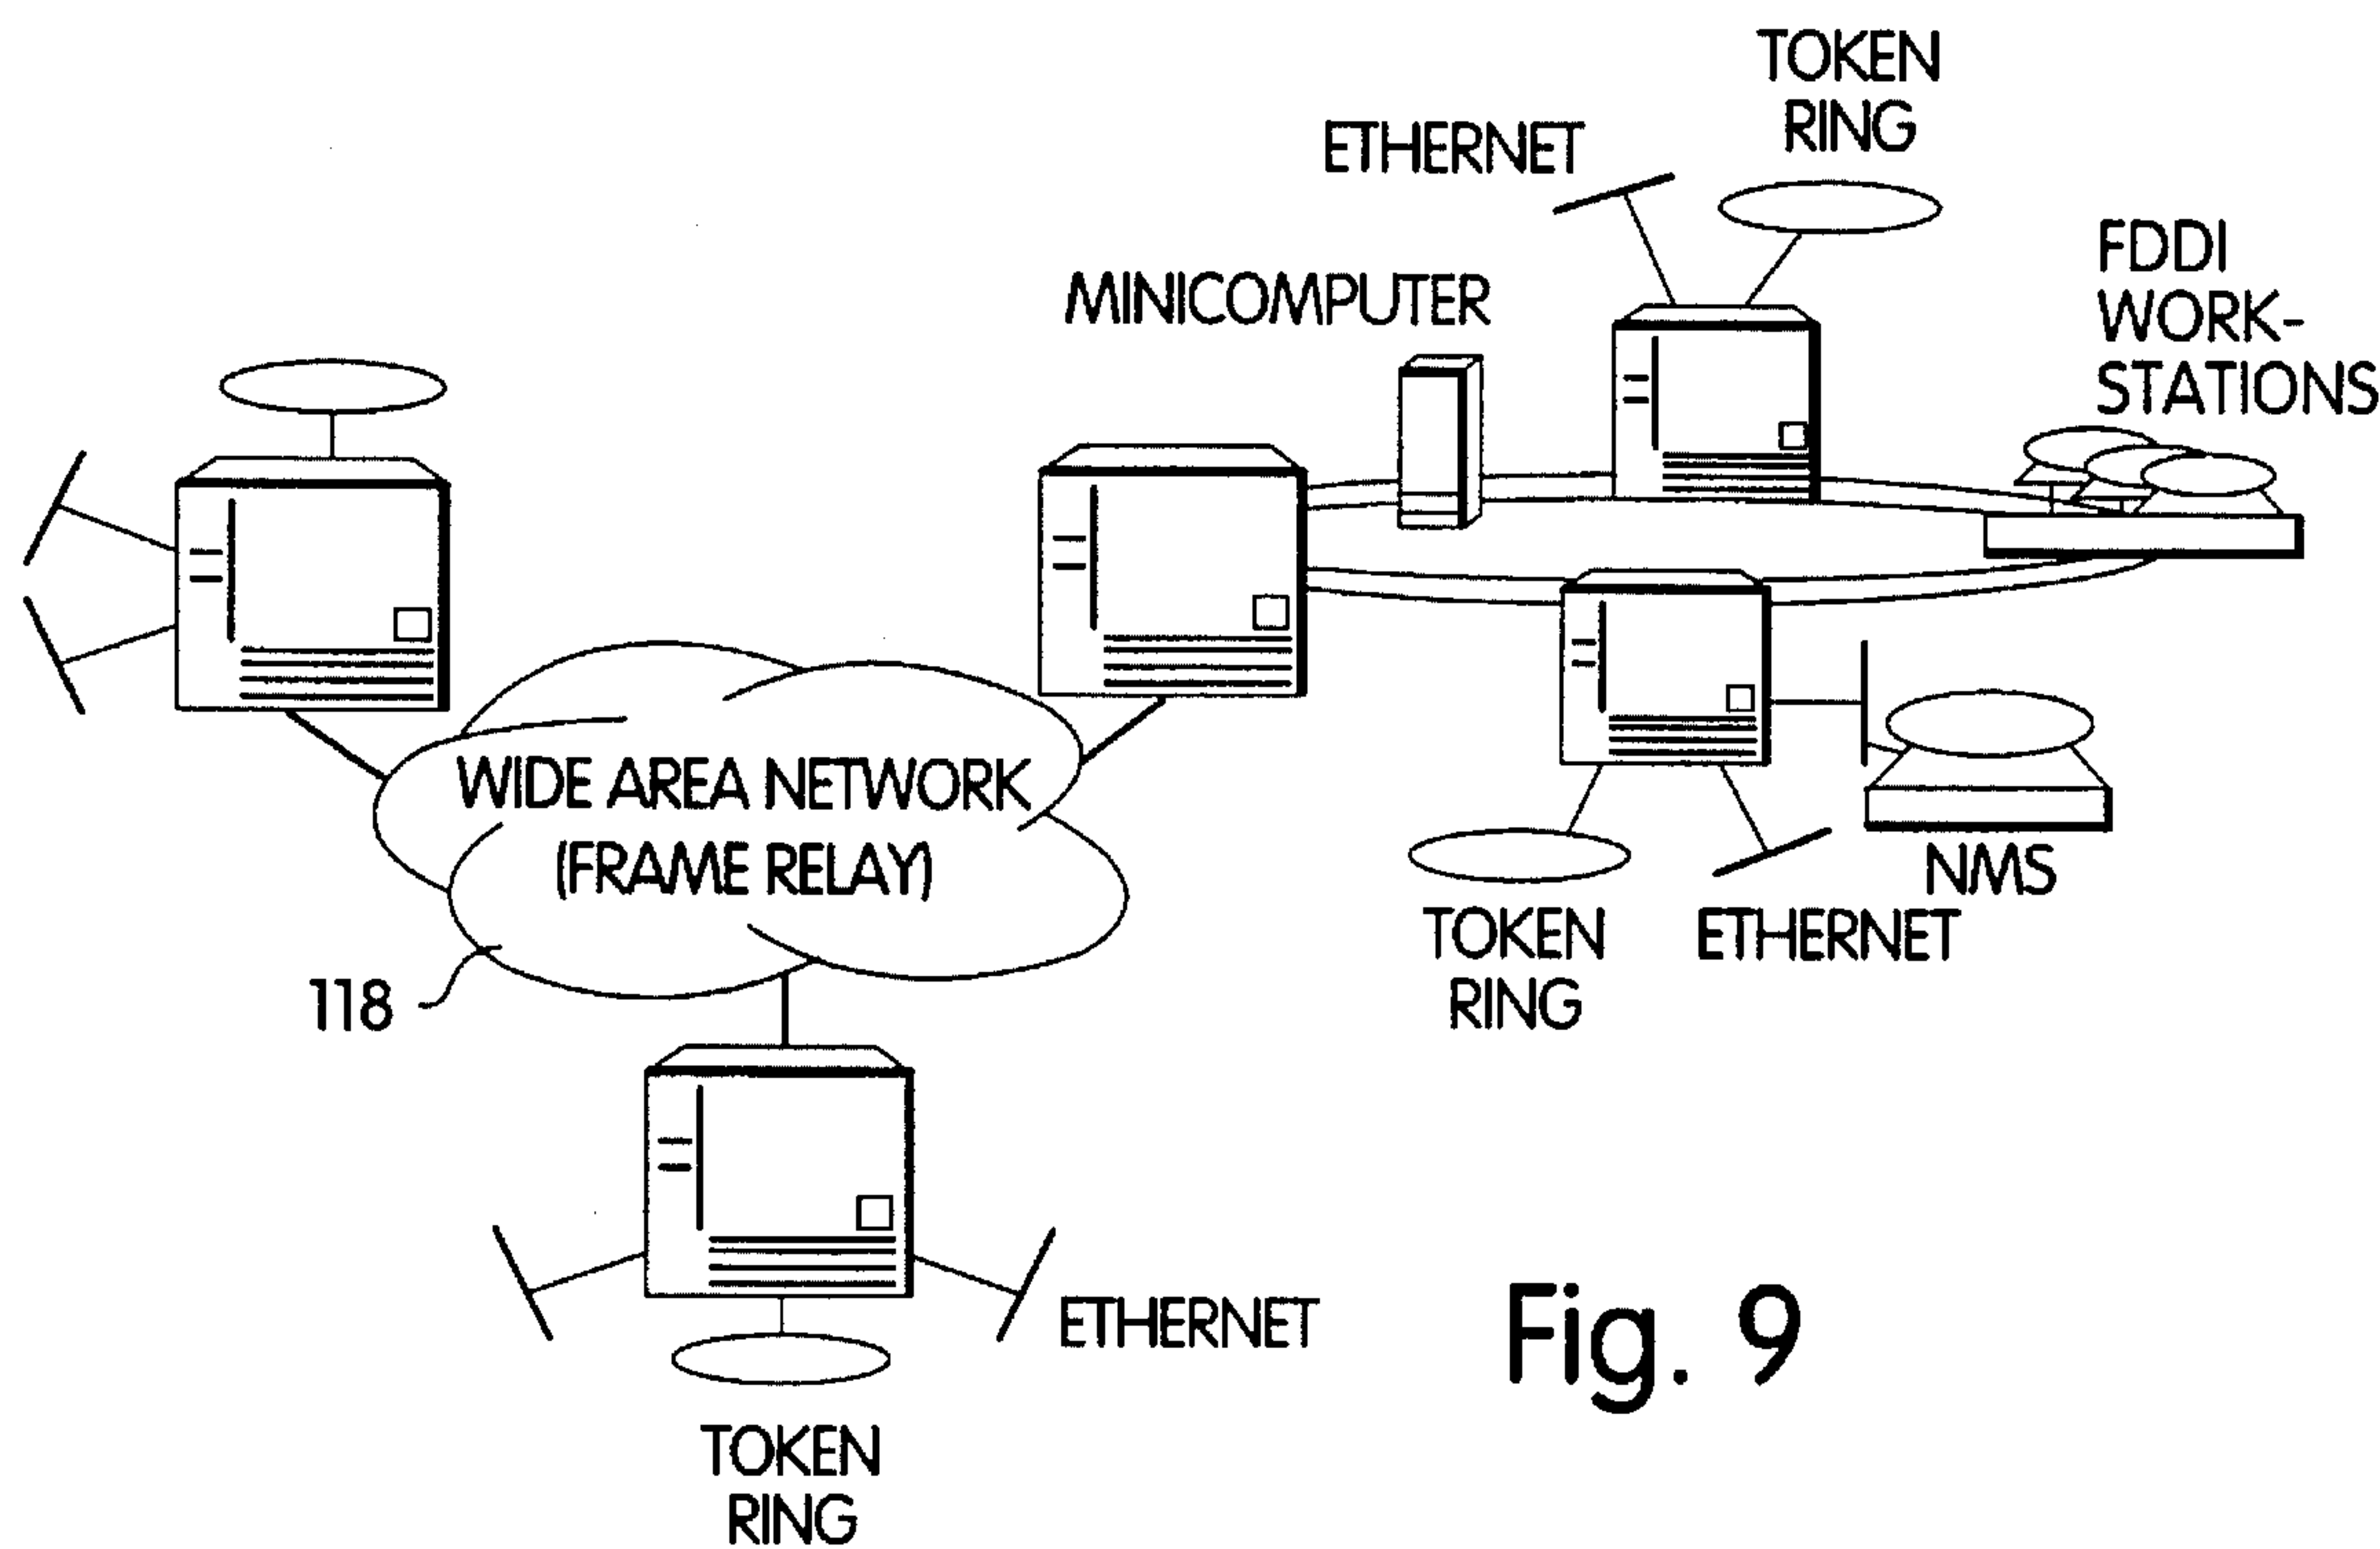 TOKEN
RING
ETHERNET
FDDI
WORK-
STATIONS
MINICOMPUTER
WIDE AREA NETWORK
(FRAME RELAY)
NMS
TOKEN
RING
ETHERNET
118
ETHERNET
TOKEN
RING
Fig. 9